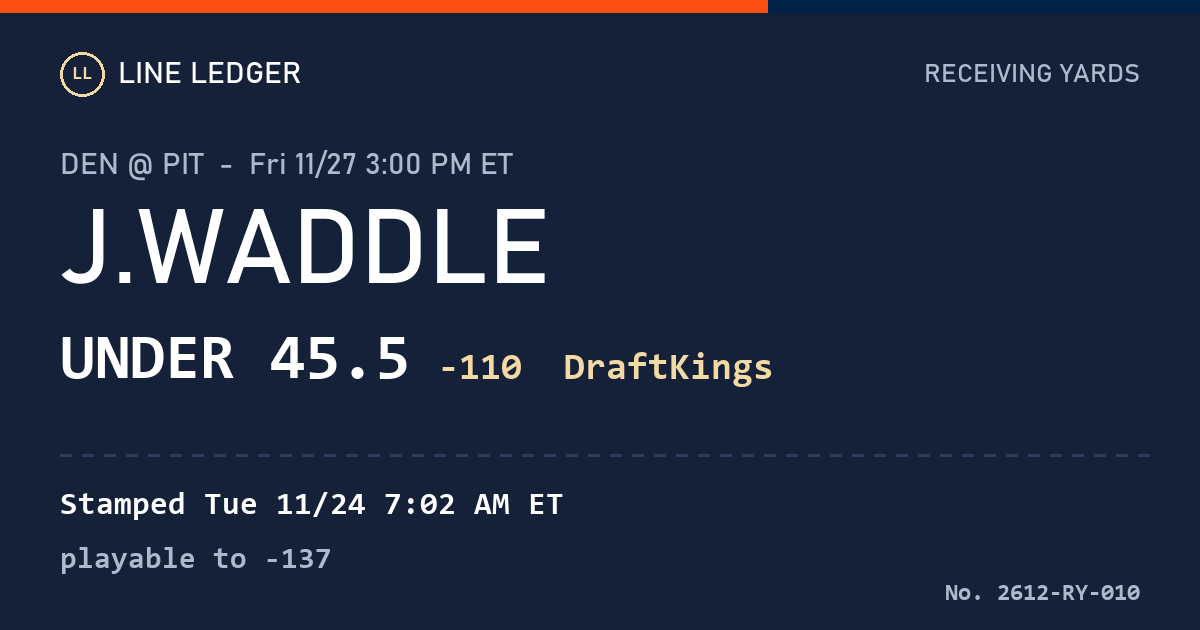 LL LINE LEDGER
RECEIVING YARDS
DEN @ PIT - Fri 11/27 3:00 PM ET
J.WADDLE
UNDER 45.5 -110 DraftKings
Stamped Tue 11/24 7:02 AM ET
playable to -137
No. 2612-RY-010